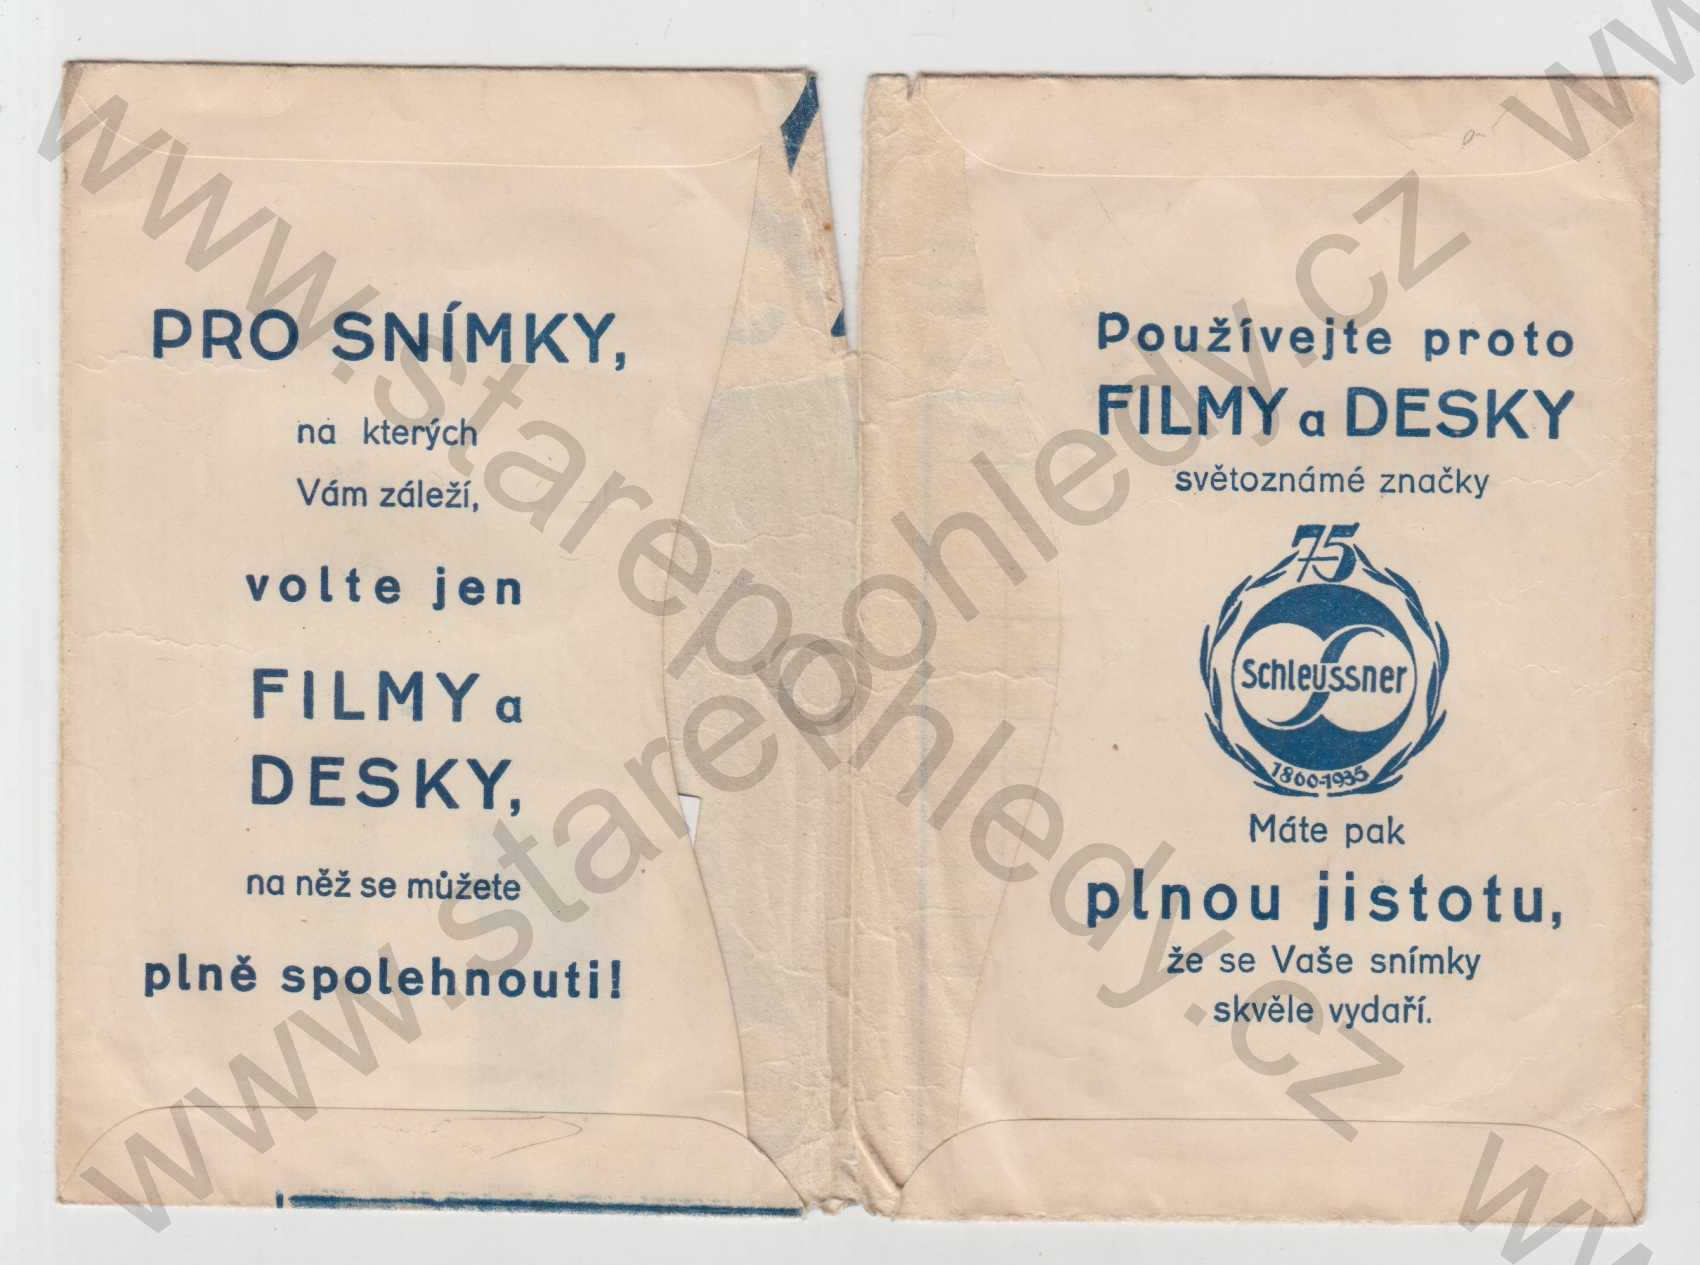 PRO SNÍMKY,
na kterých
Vám záleží,
volte jen
FILMY a
DESKY,
na něž se můžete
plně spolehnouti!
Používejte proto
FILMY a DESKY
světoznámé značky
75
Schleussner
1860-1935
Máte pak
plnou jistotu,
že se Vaše snímky
skvěle vydaří.
www.starepohledy.cz
www.starepohledy.cz